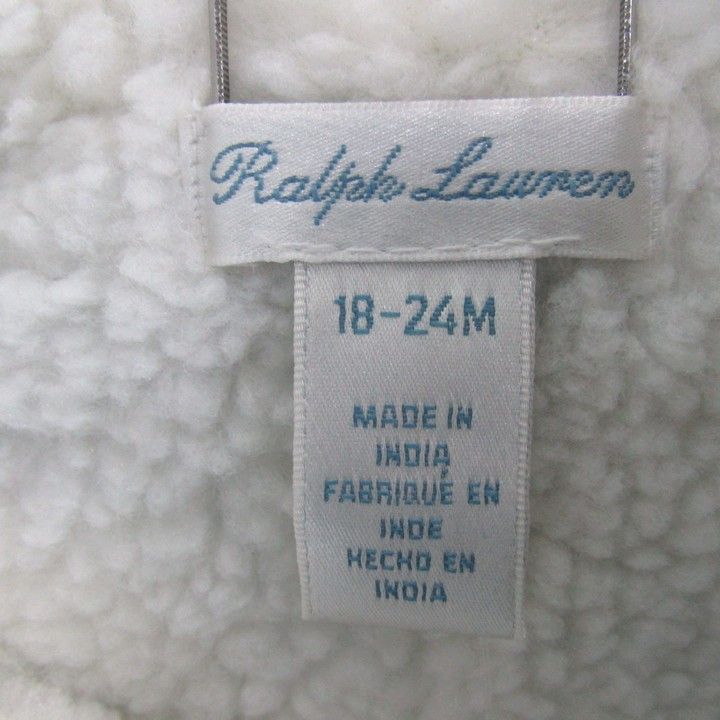 Ralph Lauren
18-24M
MADE IN
INDIA
FABRIQUÉ EN
INDE
HECHO EN
INDIA